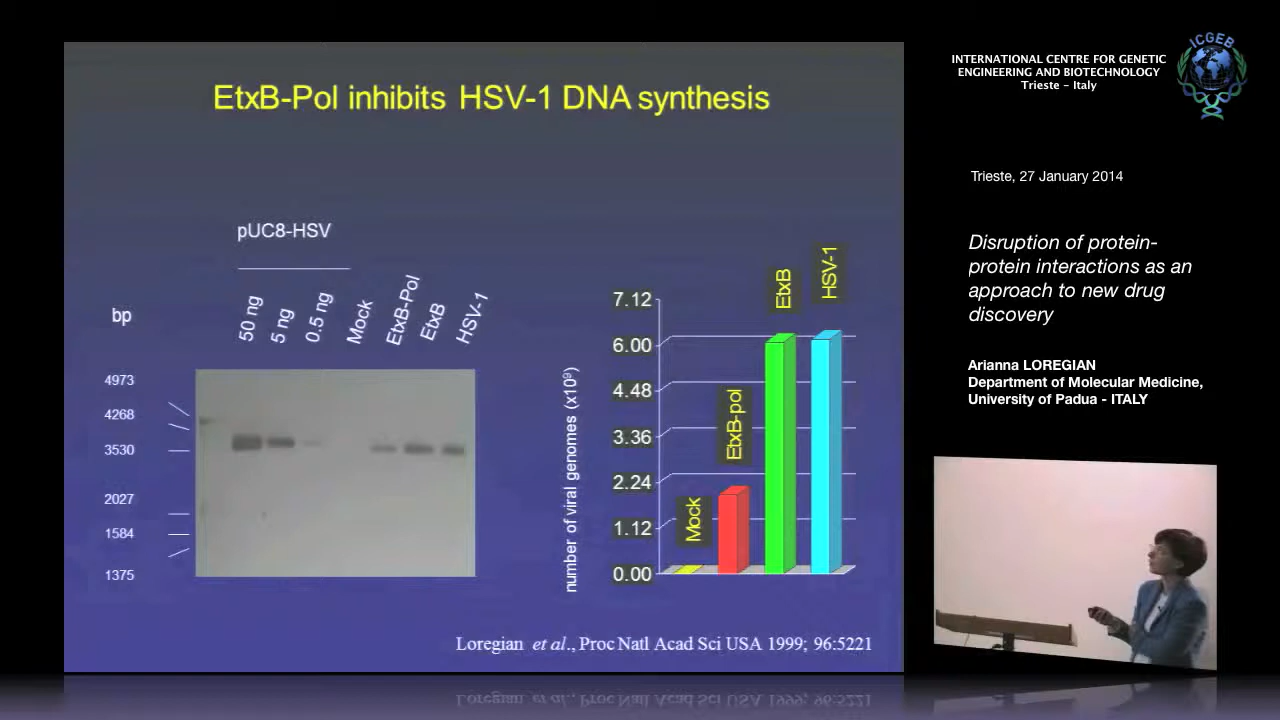 EtxB-Pol inhibits HSV-1 DNA synthesis
pUC8-HSV
bp
50 ng
5 ng
0.5 ng
Mock
EtxB-Pol
EtxB
HSV-1
4973
4268
3530
2027
1584
1375
number of viral genomes (x10⁹)
7.12
6.00
4.48
3.36
2.24
1.12
0.00
Mock
EtxB-pol
EtxB
HSV-1
Loregian et al., Proc Natl Acad Sci USA 1999; 96:5221
INTERNATIONAL CENTRE FOR GENETIC
ENGINEERING AND BIOTECHNOLOGY
Trieste - Italy
ICGEB
Trieste, 27 January 2014
Disruption of protein-
protein interactions as an
approach to new drug
discovery
Arianna LOREGIAN
Department of Molecular Medicine,
University of Padua - ITALY